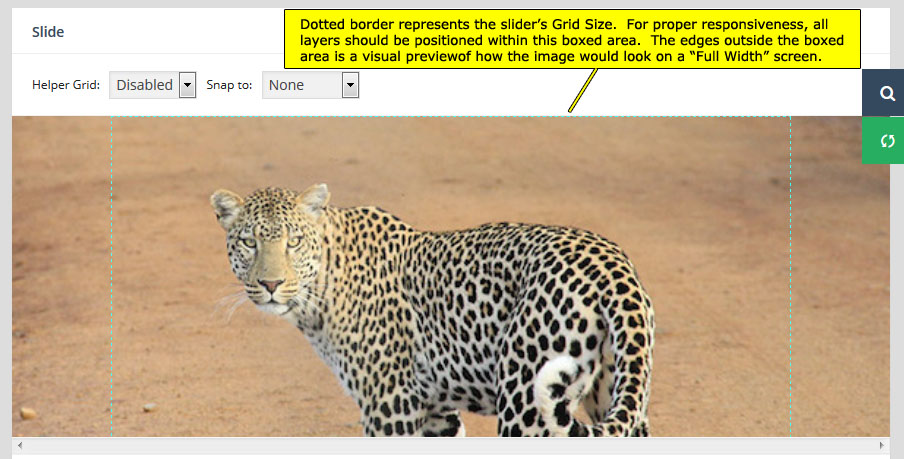 Slide
Dotted border represents the slider’s Grid Size.  For proper responsiveness, all
layers should be positioned within this boxed area.  The edges outside the boxed
area is a visual previewof how the image would look on a “Full Width” screen.
Helper Grid: Disabled Snap to: None